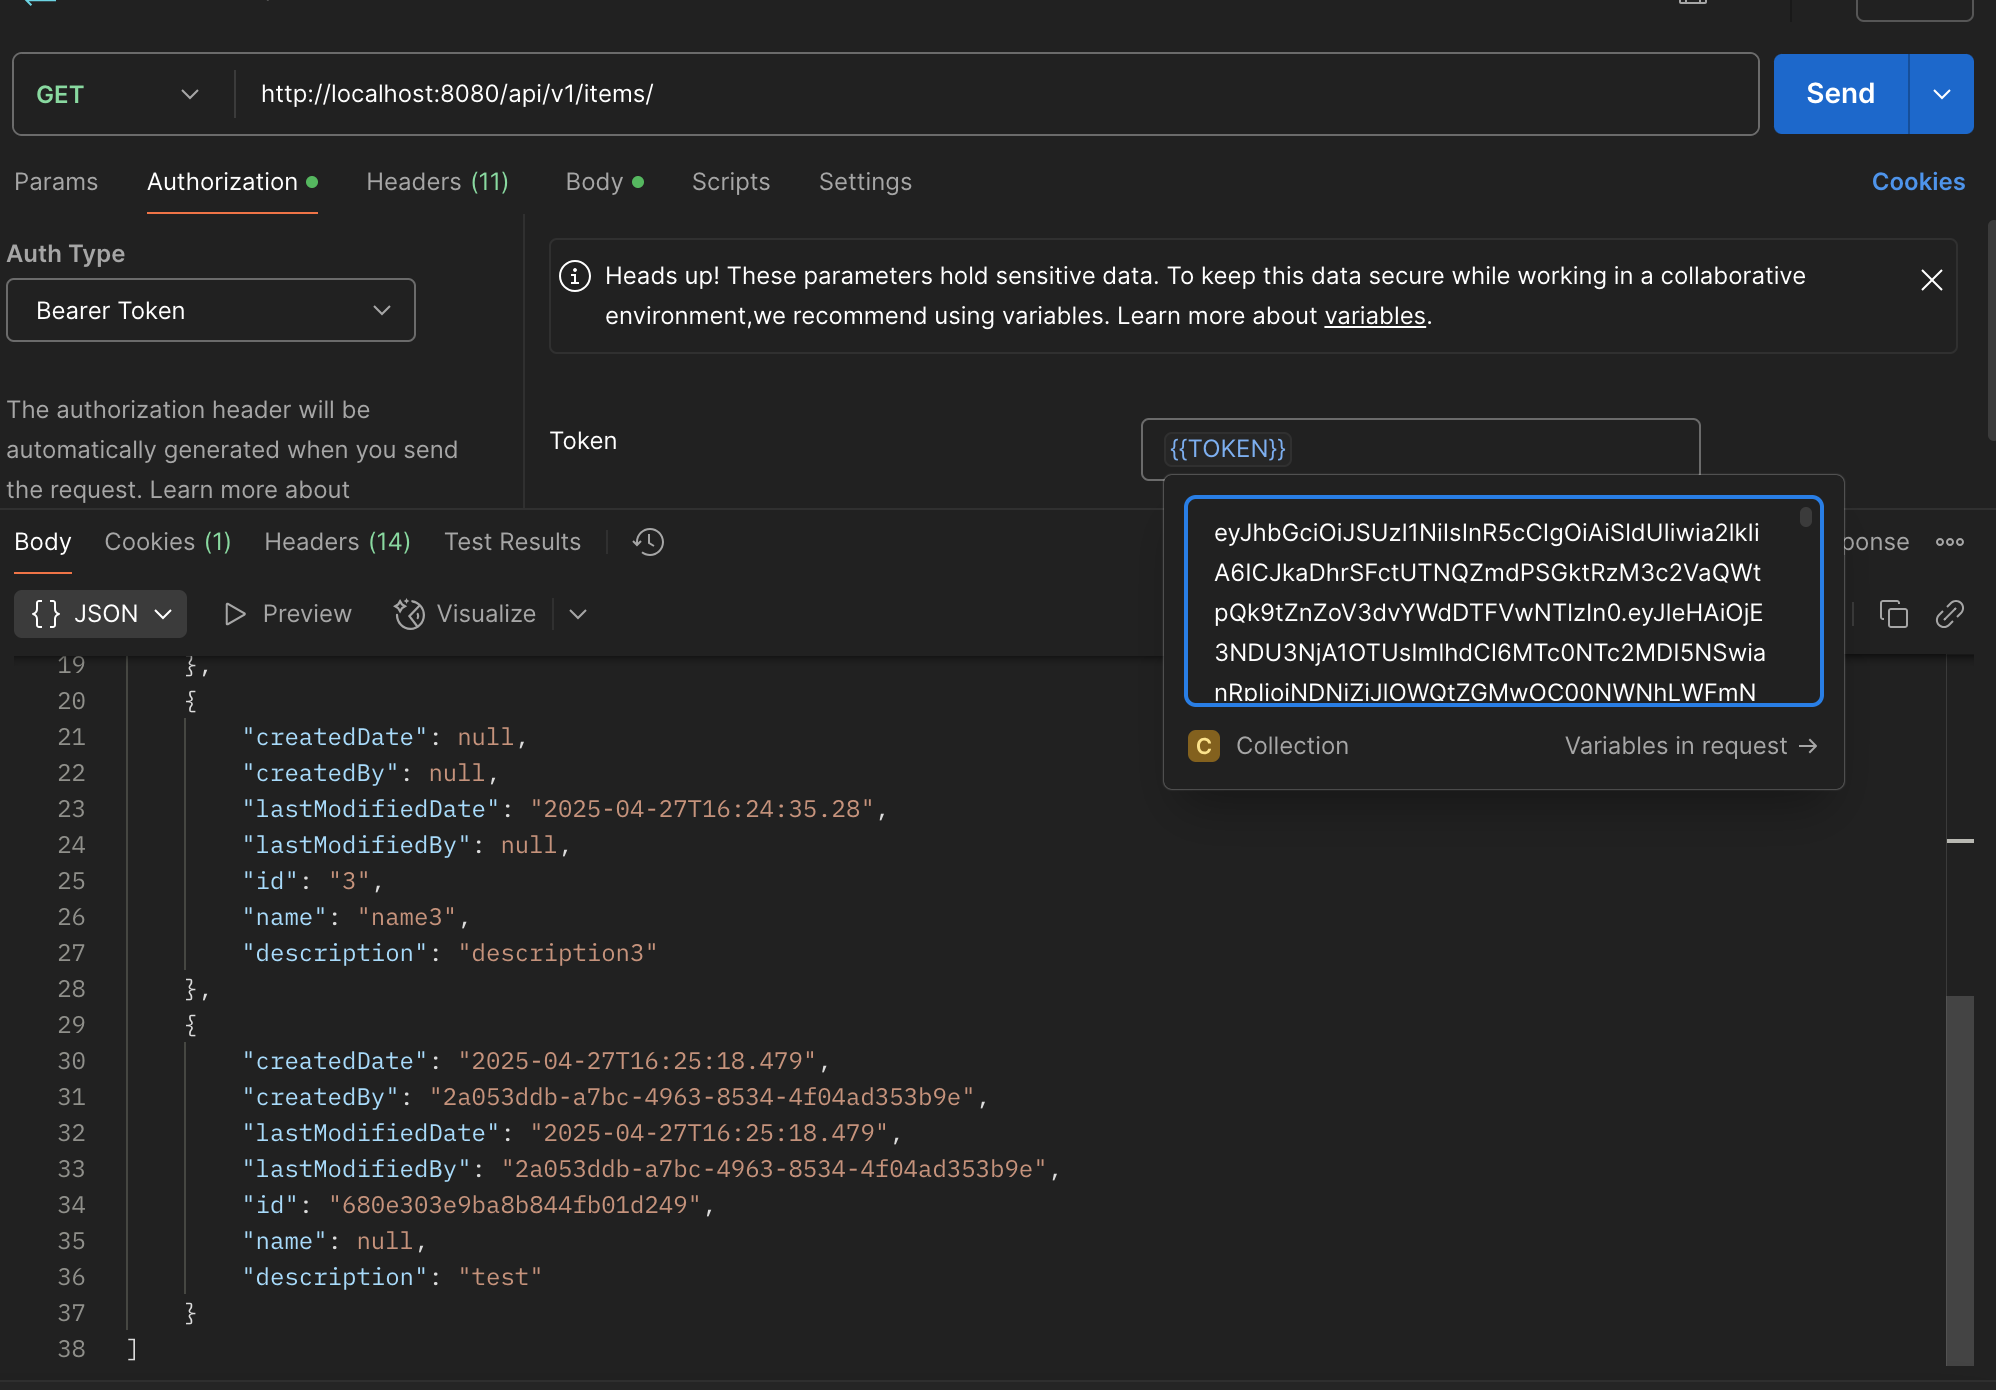 GET http://localhost:8080/api/v1/items/ Send
Params Authorization Headers (11) Body Scripts Settings Cookies
Auth Type
Bearer Token
The authorization header will be
automatically generated when you send
the request. Learn more about
Heads up! These parameters hold sensitive data. To keep this data secure while working in a collaborative
environment,we recommend using variables. Learn more about variables.
Token
{{TOKEN}}
eyJhbGciOiJSUzI1NiIsInR5cCIgOiAiSldUIiwia2lkIi
A6ICJkaDhrSFctUTNQZmdPSGktRzM3c2VaQWt
pQk9tZnZoV3dvYWdDTFVwNTIzIn0.eyJleHAiOjE
3NDU3NjA1OTUsImlhdCI6MTc0NTc2MDI5NSwia
nRpIjoiNDNiZjJlOWQtZGMwOC00NWNhLWFmN
C Collection Variables in request →
Body Cookies (1) Headers (14) Test Results
{} JSON Preview Visualize
19 },
20 {
21 "createdDate": null,
22 "createdBy": null,
23 "lastModifiedDate": "2025-04-27T16:24:35.28",
24 "lastModifiedBy": null,
25 "id": "3",
26 "name": "name3",
27 "description": "description3"
28 },
29 {
30 "createdDate": "2025-04-27T16:25:18.479",
31 "createdBy": "2a053ddb-a7bc-4963-8534-4f04ad353b9e",
32 "lastModifiedDate": "2025-04-27T16:25:18.479",
33 "lastModifiedBy": "2a053ddb-a7bc-4963-8534-4f04ad353b9e",
34 "id": "680e303e9ba8b844fb01d249",
35 "name": null,
36 "description": "test"
37 }
38 ]